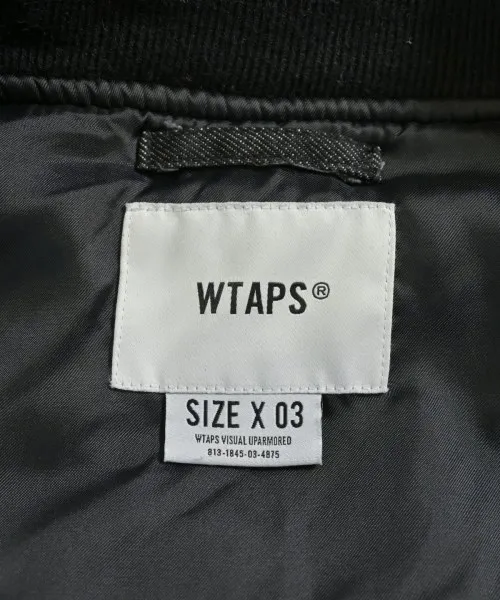 WTAPS®
SIZE X 03
WTAPS VISUAL UPARMORED
813-1845-03-4875